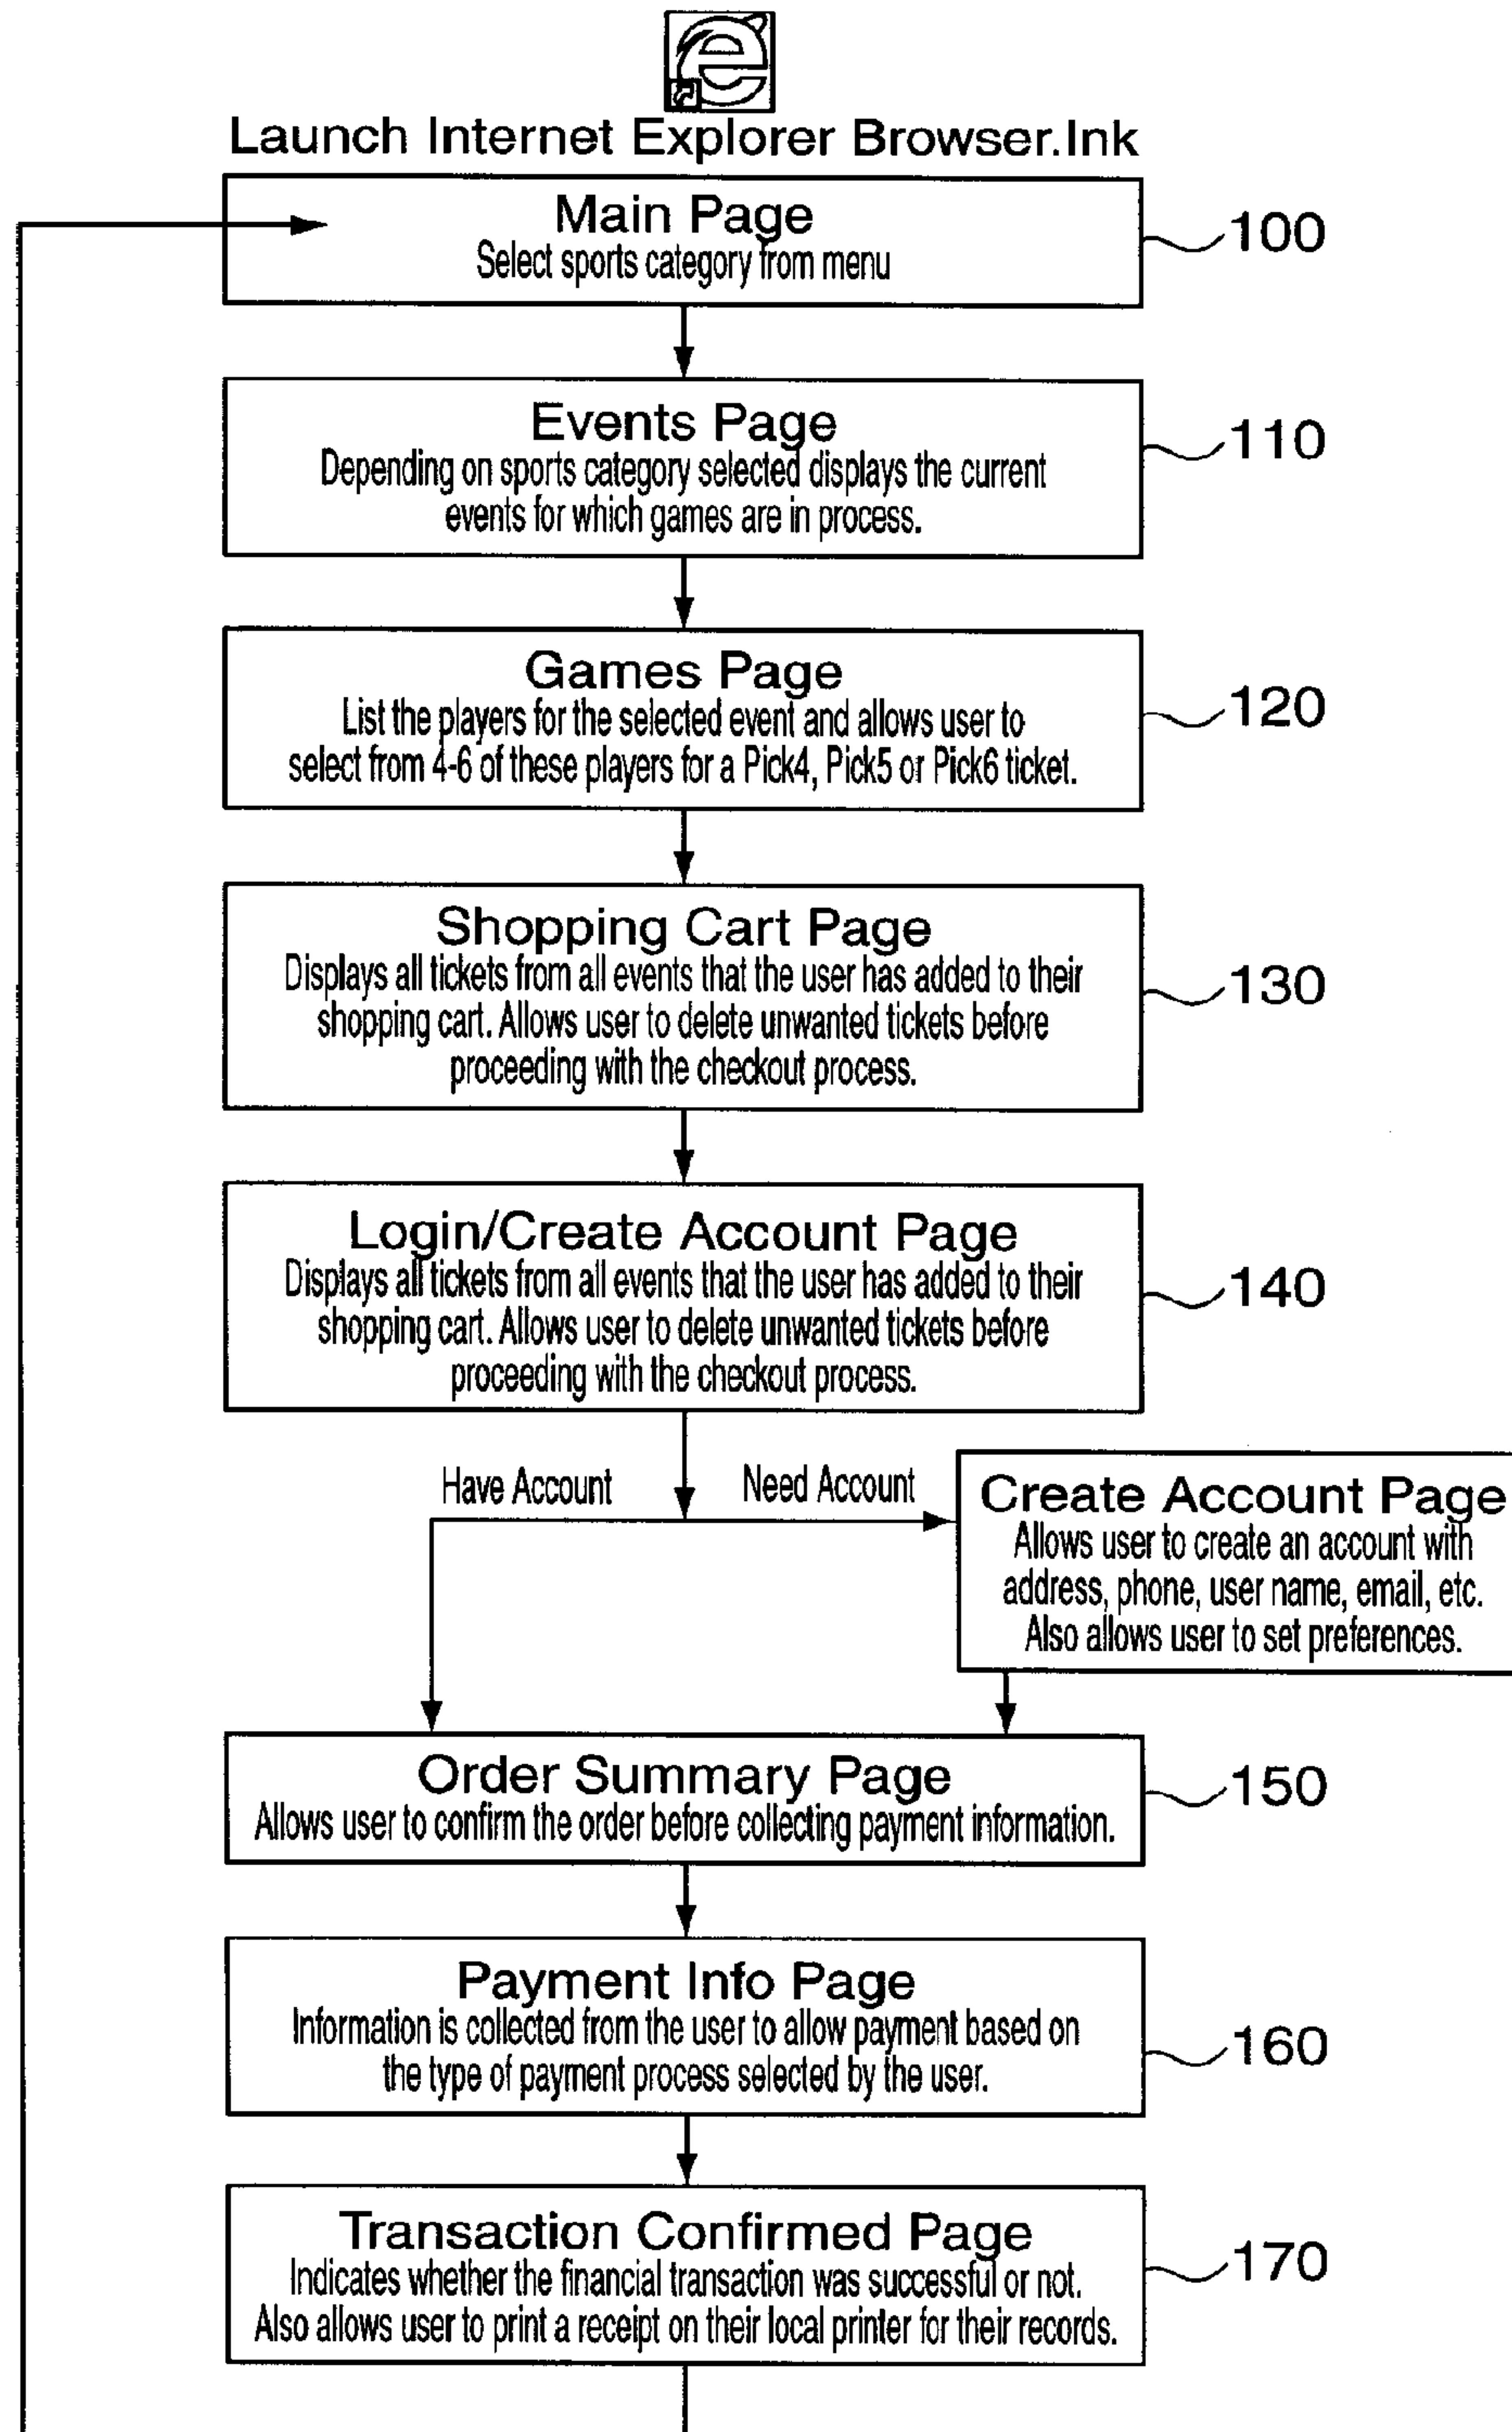 Launch Internet Explorer Browser.lnk
Main Page
Select sports category from menu
100
Events Page
Depending on sports category selected displays the current
events for which games are in process.
110
Games Page
List the players for the selected event and allows user to
select from 4-6 of these players for a Pick4, Pick5 or Pick6 ticket.
120
Shopping Cart Page
Displays all tickets from all events that the user has added to their
shopping cart. Allows user to delete unwanted tickets before
proceeding with the checkout process.
130
Login/Create Account Page
Displays all tickets from all events that the user has added to their
shopping cart. Allows user to delete unwanted tickets before
proceeding with the checkout process.
140
Have Account
Need Account
Create Account Page
Allows user to create an account with
address, phone, user name, email, etc.
Also allows user to set preferences.
Order Summary Page
Allows user to confirm the order before collecting payment information.
150
Payment Info Page
Information is collected from the user to allow payment based on
the type of payment process selected by the user.
160
Transaction Confirmed Page
Indicates whether the financial transaction was successful or not.
Also allows user to print a receipt on their local printer for their records.
170